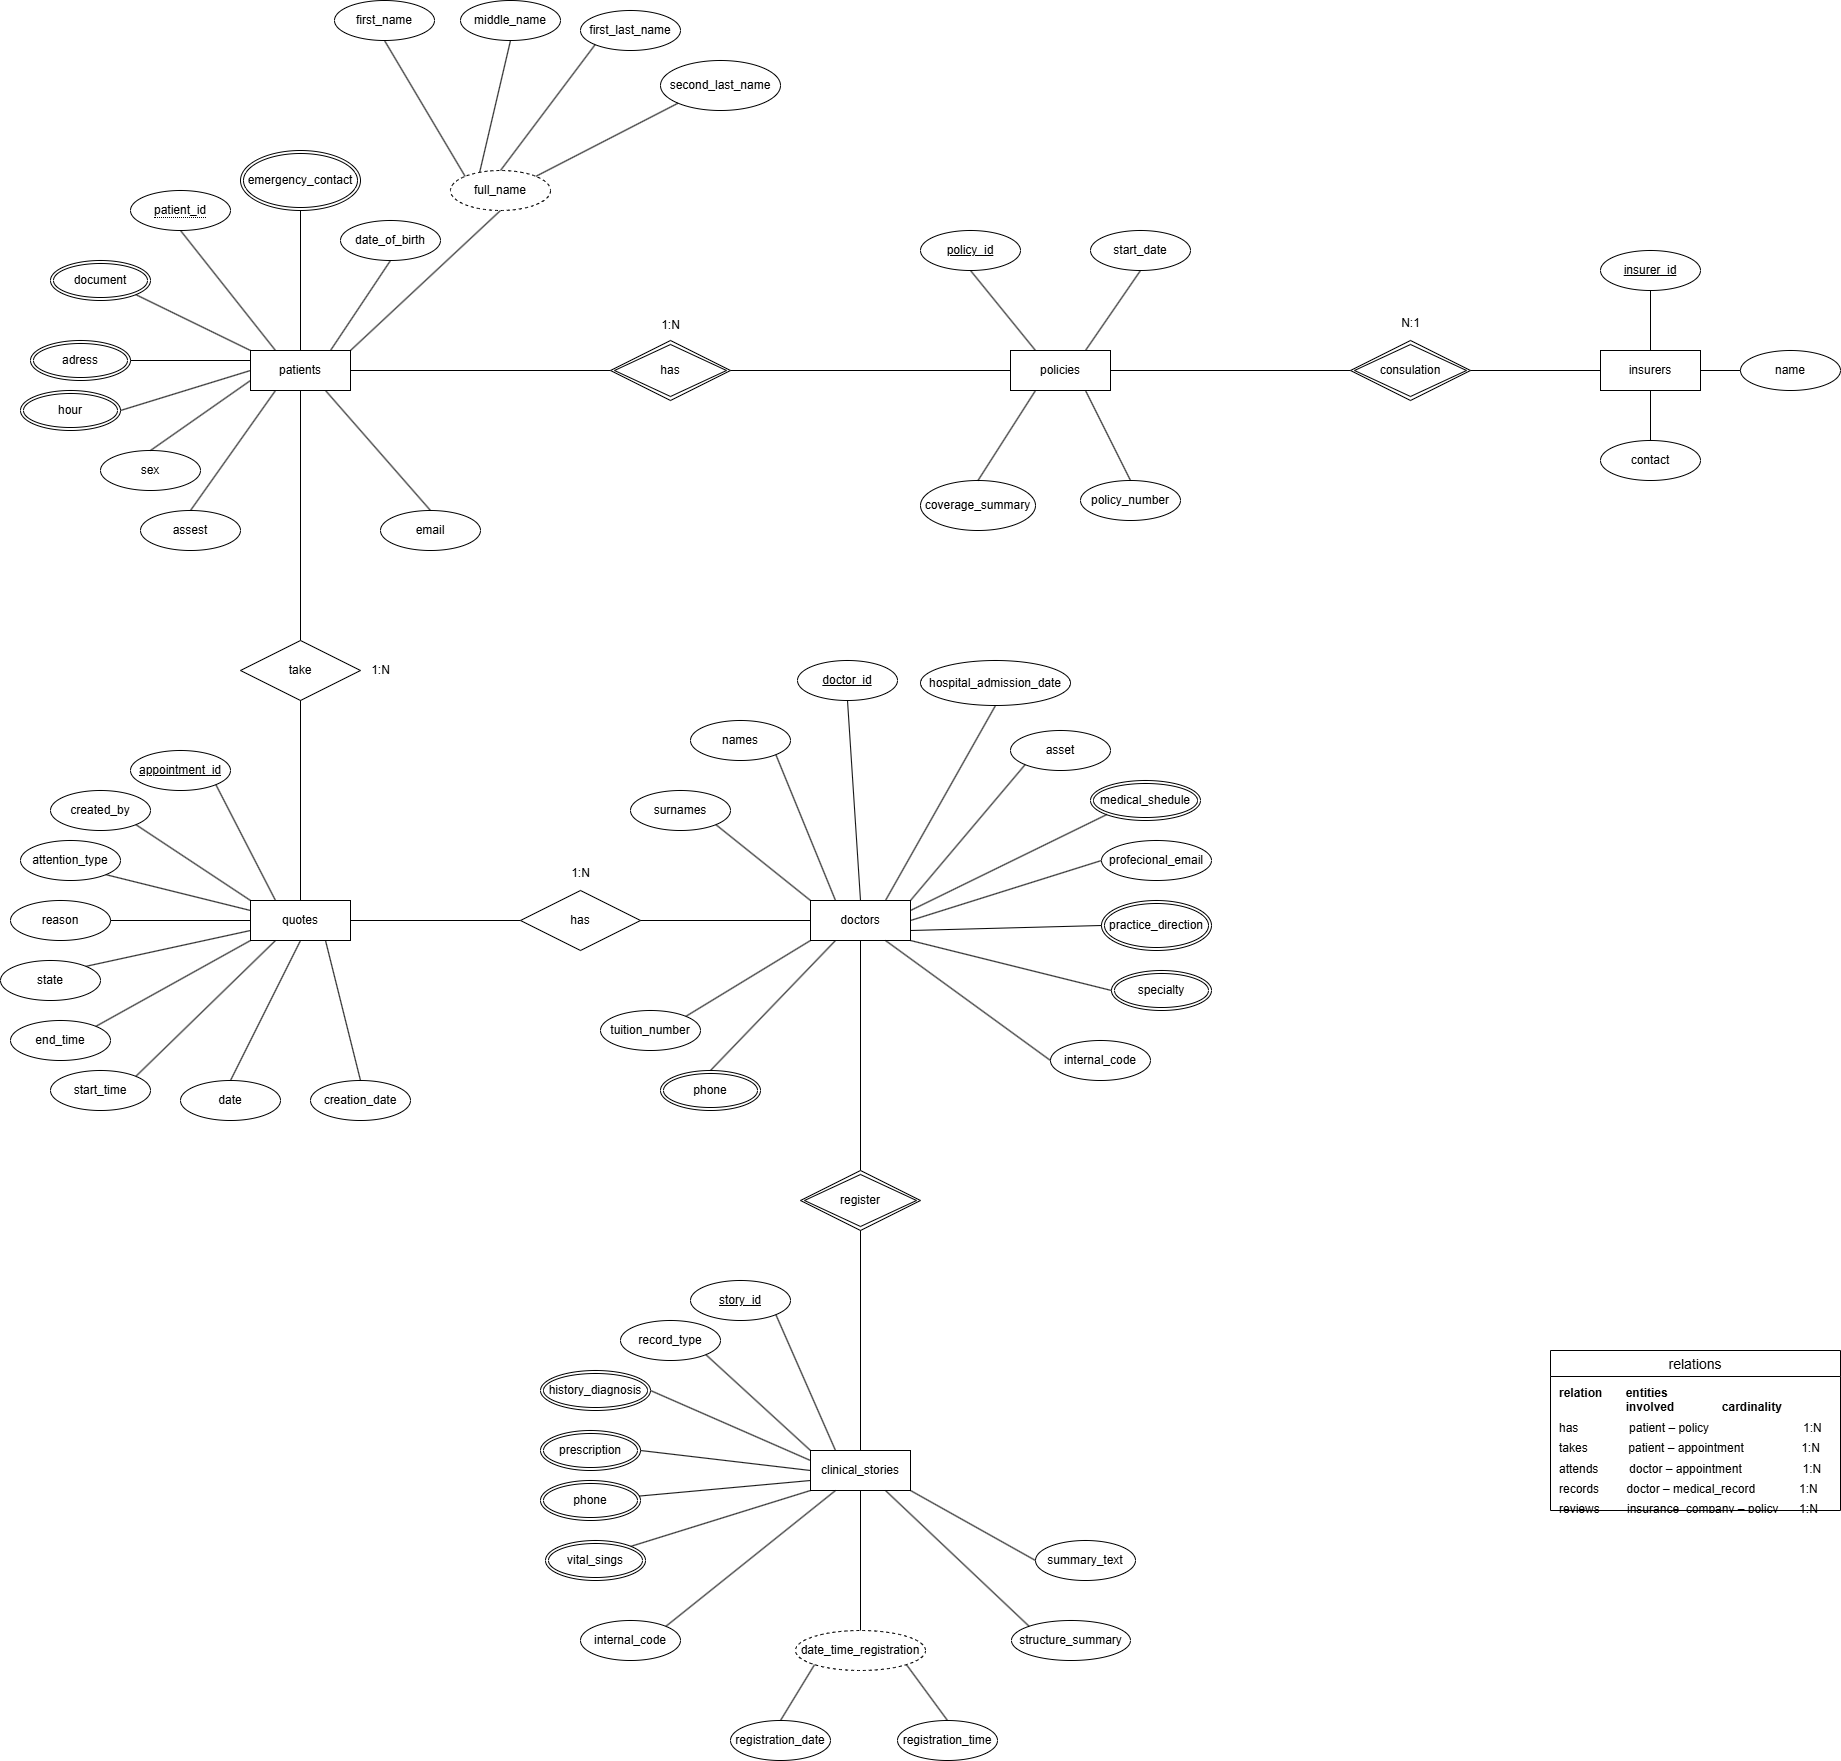 first_name
middle_name
first_last_name
second_last_name
emergency_contact
full_name
patient_id
date_of_birth
document
adress
hour
sex
assest
email
patients
1:N
has
policy_id
start_date
policies
coverage_summary
policy_number
N:1
consulation
insurer_id
insurers
name
contact
take
1:N
appointment_id
created_by
attention_type
reason
state
end_time
start_time
date
creation_date
quotes
1:N
has
doctor_id
hospital_admission_date
names
asset
surnames
medical_shedule
profecional_email
practice_direction
specialty
internal_code
doctors
tuition_number
phone
register
story_id
record_type
history_diagnosis
prescription
phone
vital_sings
clinical_stories
internal_code
summary_text
structure_summary
date_time_registration
registration_date
registration_time
relations
relation entities
involved cardinality
has patient – policy 1:N
takes patient – appointment 1:N
attends doctor – appointment 1:N
records doctor – medical_record 1:N
reviews insurance_company – policy 1:N